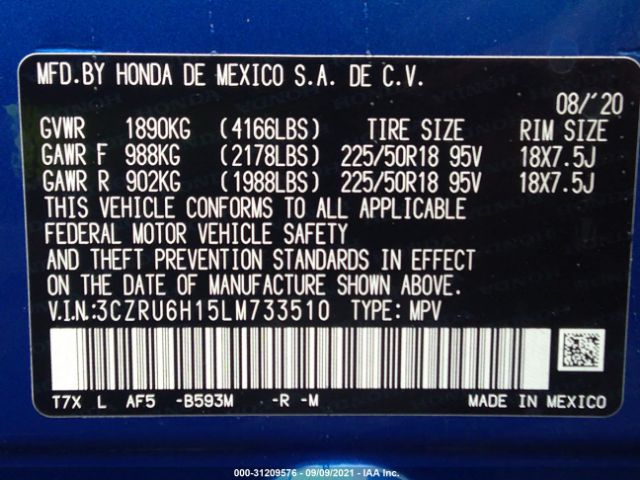 MFD.BY HONDA DE MEXICO S.A. DE C.V.
08/'20
GVWR 1890KG (4166LBS) TIRE SIZE RIM SIZE
GAWR F 988KG (2178LBS) 225/50R18 95V 18X7.5J
GAWR R 902KG (1988LBS) 225/50R18 95V 18X7.5J
THIS VEHICLE CONFORMS TO ALL APPLICABLE
FEDERAL MOTOR VEHICLE SAFETY
AND THEFT PREVENTION STANDARDS IN EFFECT
ON THE DATE OF MANUFACTURE SHOWN ABOVE.
V.I.N.:3CZRU6H15LM733510 TYPE: MPV
T7X L AF5 -B593M -R -M MADE IN MEXICO
000-31209576 - 09/09/2021 - IAA, Inc.